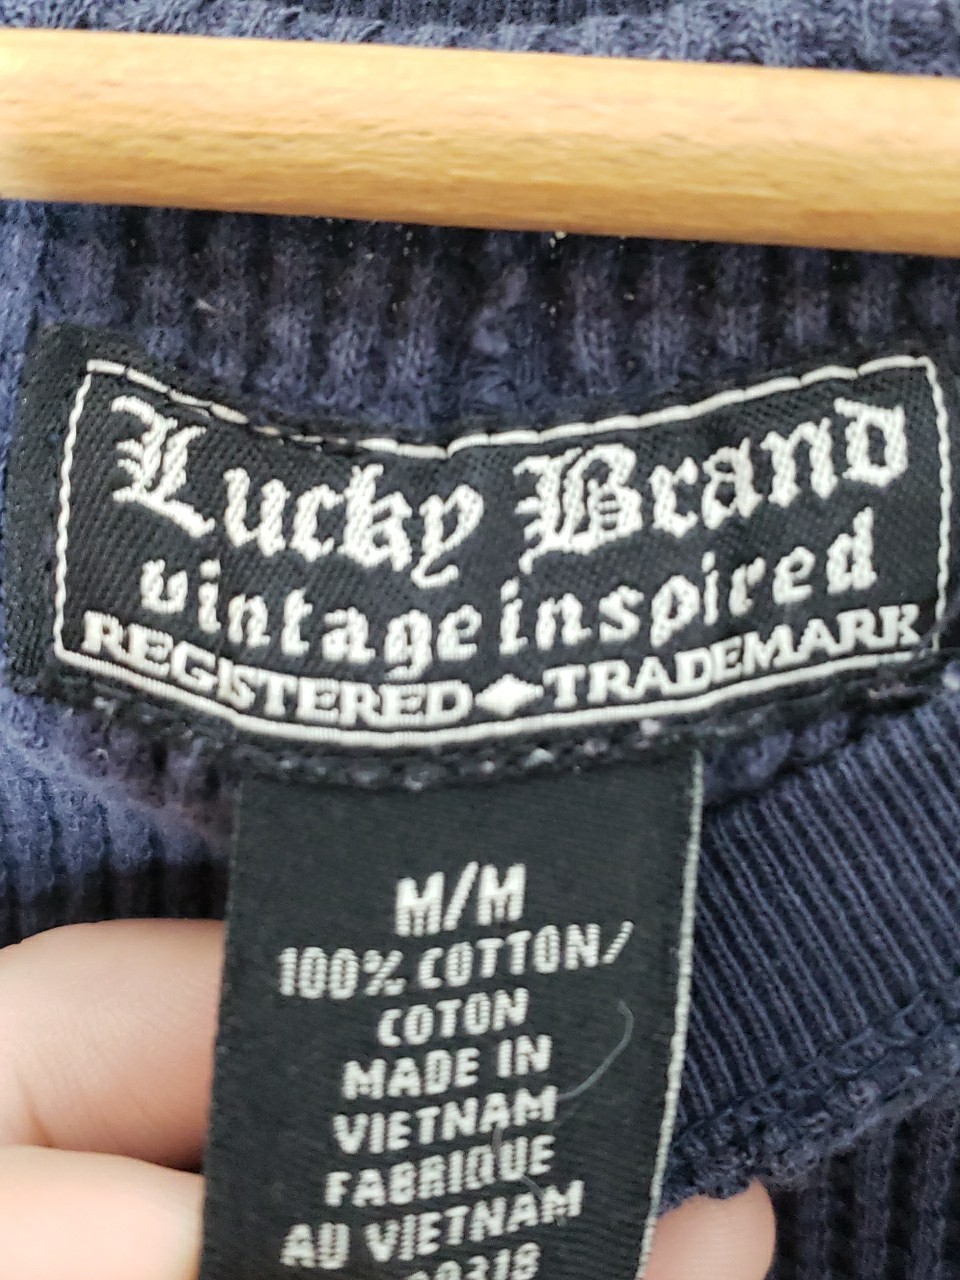 Lucky Brand
vintage inspired
REGISTERED TRADEMARK
M/M
100% COTTON/
COTON
MADE IN
VIETNAM
FABRIQUE
AU VIETNAM